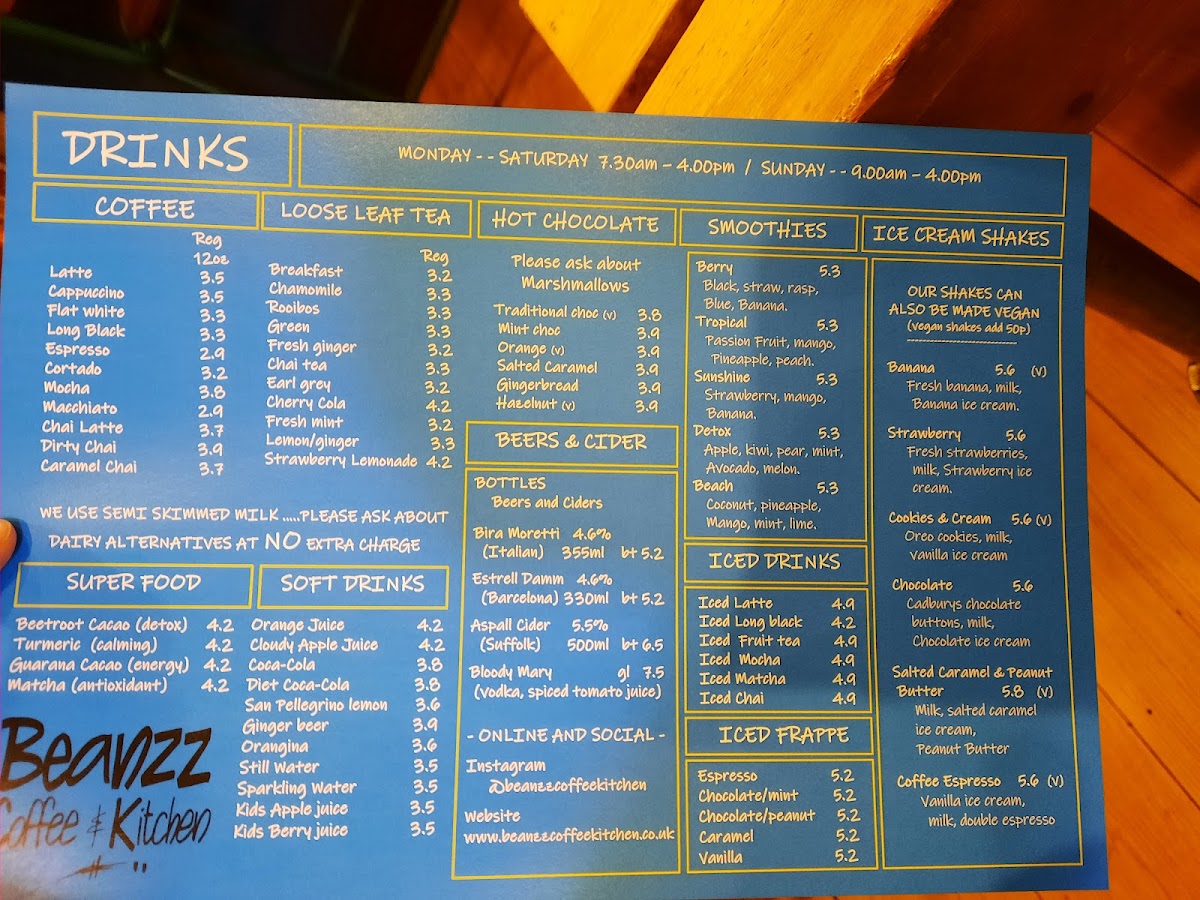 DRINKS
MONDAY - - SATURDAY 7.30am – 4.00pm / SUNDAY - - 9.00am – 4.00pm
COFFEE
Reg
12oz
Latte 3.5
Cappuccino 3.5
Flat white 3.3
Long Black 3.3
Espresso 2.9
Cortado 3.2
Mocha 3.8
Macchiato 2.9
Chai Latte 3.7
Dirty Chai 3.9
Caramel Chai 3.7
LOOSE LEAF TEA
Reg
Breakfast 3.2
Chamomile 3.3
Rooibos 3.3
Green 3.3
Fresh ginger 3.2
Chai tea 3.3
Earl grey 3.2
Cherry Cola 4.2
Fresh mint 3.2
Lemon/ginger 3.3
Strawberry Lemonade 4.2
WE USE SEMI SKIMMED MILK .....PLEASE ASK ABOUT
DAIRY ALTERNATIVES AT NO EXTRA CHARGE
SUPER FOOD
Beetroot Cacao (detox) 4.2
Turmeric (calming) 4.2
Guarana Cacao (energy) 4.2
Matcha (antioxidant) 4.2
Beanzz
Coffee & Kitchen
SOFT DRINKS
Orange Juice 4.2
Cloudy Apple Juice 4.2
Coca-Cola 3.8
Diet Coca-Cola 3.8
San Pellegrino lemon 3.6
Ginger beer 3.9
Orangina 3.6
Still Water 3.5
Sparkling Water 3.5
Kids Apple juice 3.5
Kids Berry juice 3.5
HOT CHOCOLATE
Please ask about
Marshmallows
Traditional choc (v) 3.8
Mint choc 3.9
Orange (v) 3.9
Salted Caramel 3.9
Gingerbread 3.9
Hazelnut (v) 3.9
BEERS & CIDER
BOTTLES
Beers and Ciders
Bira Moretti 4.6%
(Italian) 355ml bt 5.2
Estrell Damm 4.6%
(Barcelona) 330ml bt 5.2
Aspall Cider 5.5%
(Suffolk) 500ml bt 6.5
Bloody Mary gl 7.5
(Vodka, spiced tomato juice)
- ONLINE AND SOCIAL -
Instagram
@beanzzcoffeekitchen
Website
www.beanzzcoffeekitchen.co.uk
SMOOTHIES
Berry 5.3
Black, straw, rasp,
Blue, Banana.
Tropical 5.3
Passion Fruit, mango,
Pineapple, peach.
Sunshine 5.3
Strawberry, mango,
Banana.
Detox 5.3
Apple, kiwi, pear, mint,
Avocado, melon.
Beach 5.3
Coconut, pineapple,
Mango, mint, lime.
ICED DRINKS
Iced Latte 4.9
Iced Long black 4.2
Iced Fruit tea 4.9
Iced Mocha 4.9
Iced Matcha 4.9
Iced Chai 4.9
ICED FRAPPE
Espresso 5.2
Chocolate/mint 5.2
Chocolate/peanut 5.2
Caramel 5.2
Vanilla 5.2
ICE CREAM SHAKES
OUR SHAKES CAN
ALSO BE MADE VEGAN
(vegan shakes add 50p)
Banana 5.6 (v)
Fresh banana, milk,
Banana ice cream.
Strawberry 5.6
Fresh strawberries,
milk, Strawberry ice
cream.
Cookies & Cream 5.6 (v)
Oreo cookies, milk,
Vanilla ice cream
Chocolate 5.6
Cadburys chocolate
buttons, milk,
Chocolate ice cream
Salted Caramel & Peanut
Butter 5.8 (v)
Milk, salted caramel
ice cream,
Peanut Butter
Coffee Espresso 5.6 (v)
Vanilla ice cream,
milk, double espresso